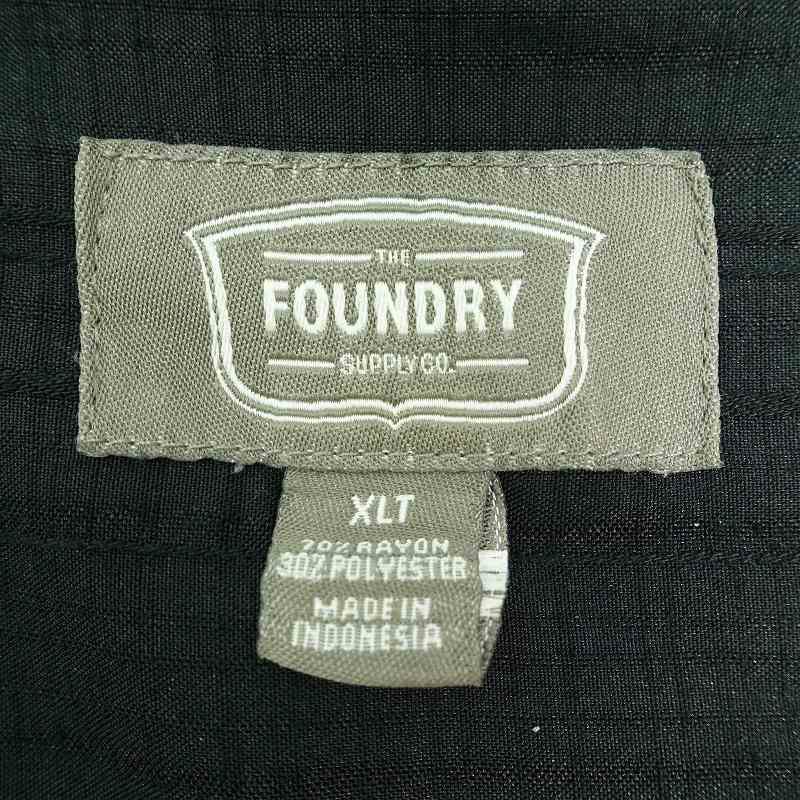 THE
FOUNDRY
SUPPLY CO.
XLT
70% RAYON
30% POLYESTER
MADE IN
INDONESIA